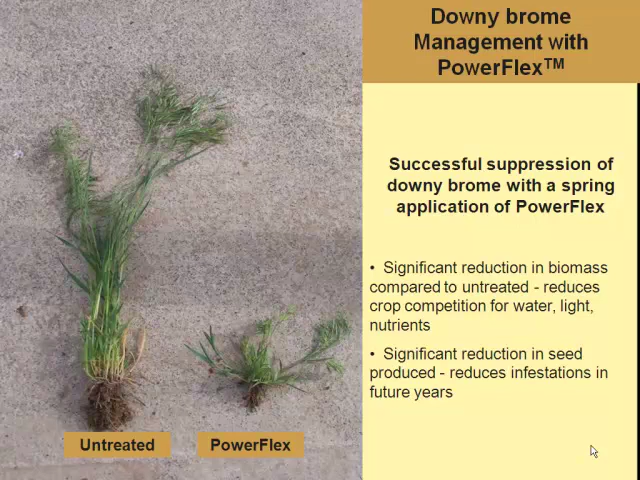 Downy brome
Management with
PowerFlex™
Successful suppression of
downy brome with a spring
application of PowerFlex
• Significant reduction in biomass
compared to untreated - reduces
crop competition for water, light,
nutrients
• Significant reduction in seed
produced - reduces infestations in
future years
Untreated
PowerFlex